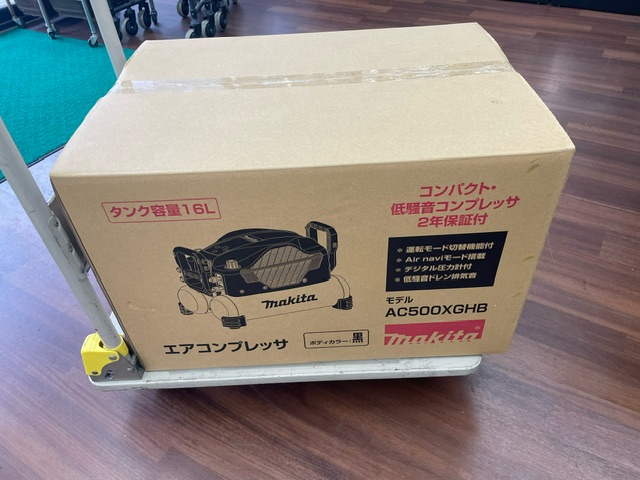 コンパクト・
低騒音コンプレッサ
2年保証付
タンク容量16L
＊運転モード切替機能付
＊Air naviモード搭載
＊デジタル圧力計付
＊低騒音ドレン排気音
makita
モデル
AC500XGHB
エアコンプレッサ
ボディカラー：黒
makita